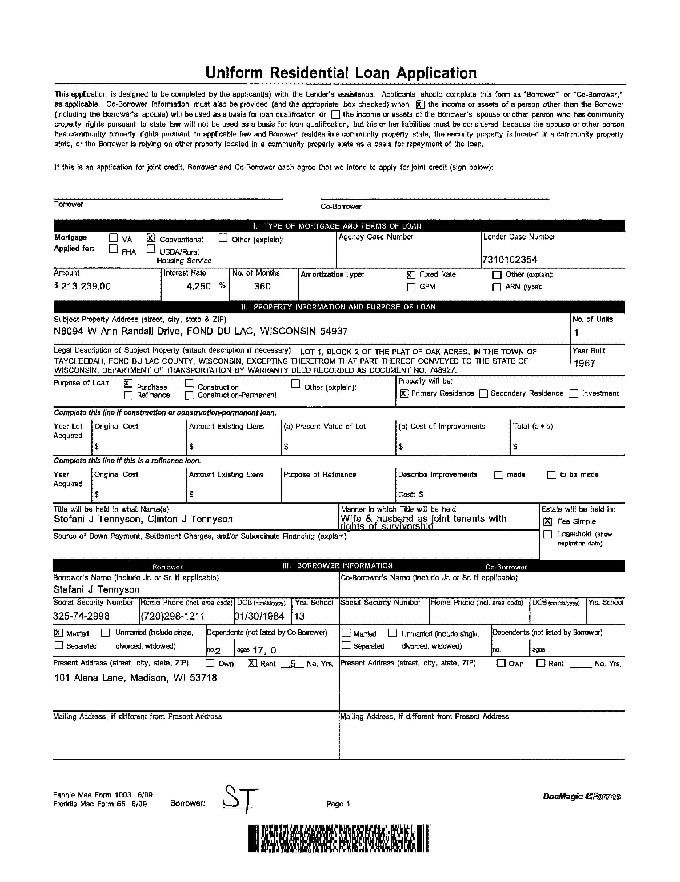 Uniform Residential Loan Application
This application is designed to be completed by the applicant(s) with the Lender's assistance. Applicants should complete this form as "Borrower" or "Co-Borrower,"
as applicable. Co-Borrower information must also be provided (and the appropriate box checked) when [X] the income or assets of a person other than the Borrower
(including the Borrower's spouse) will be used as a basis for loan qualification or [ ] the income or assets of the Borrower's spouse or other person who has community
property rights pursuant to state law will not be used as a basis for loan qualification, but his or her liabilities must be considered because the spouse or other person
has community property rights pursuant to applicable law and Borrower resides in a community property state, the security property is located in a community property
state, or the Borrower is relying on other property located in a community property state as a basis for repayment of the loan.
If this is an application for joint credit, Borrower and Co-Borrower each agree that we intend to apply for joint credit (sign below):
Borrower Co-Borrower
I. TYPE OF MORTGAGE AND TERMS OF LOAN
Mortgage [ ] VA [X] Conventional [ ] Other (explain): Agency Case Number Lender Case Number
Applied for: [ ] FHA [ ] USDA/Rural
Housing Service 7316102354
Amount Interest Rate No. of Months Amortization Type: [X] Fixed Rate [ ] Other (explain):
$ 213,239.00 4.250 % 360 [ ] GPM [ ] ARM (type):
II. PROPERTY INFORMATION AND PURPOSE OF LOAN
Subject Property Address (street, city, state & ZIP) No. of Units
N8094 W Ann Randall Drive, FOND DU LAC, WISCONSIN 54937 1
Legal Description of Subject Property (attach description if necessary) LOT 1, BLOCK 2 OF THE PLAT OF OAK ACRES, IN THE TOWN OF Year Built
TAYCHEEDAH, FOND DU LAC COUNTY, WISCONSIN, EXCEPTING THEREFROM THAT PART THEREOF CONVEYED TO THE STATE OF
WISCONSIN, DEPARTMENT OF TRANSPORTATION BY WARRANTY DEED RECORDED AS DOCUMENT NO. 748927. 1967
Purpose of Loan [X] Purchase [ ] Construction [ ] Other (explain): Property will be:
[ ] Refinance [ ] Construction-Permanent [X] Primary Residence [ ] Secondary Residence [ ] Investment
Complete this line if construction or construction-permanent loan.
Year Lot Original Cost Amount Existing Liens (a) Present Value of Lot (b) Cost of Improvements Total (a + b)
Acquired
$ $ $ $ $
Complete this line if this is a refinance loan.
Year Original Cost Amount Existing Liens Purpose of Refinance Describe Improvements [ ] made [ ] to be made
Acquired
$ $ Cost: $
Title will be held in what Name(s) Manner in which Title will be held Estate will be held in:
Stefani J Tennyson, Clinton J Tennyson Wife & husband as joint tenants with
rights of survivorship [X] Fee Simple
Source of Down Payment, Settlement Charges, and/or Subordinate Financing (explain) [ ] Leasehold (show
expiration date)
Borrower III. BORROWER INFORMATION Co-Borrower
Borrower's Name (include Jr. or Sr. if applicable) Co-Borrower's Name (include Jr. or Sr. if applicable)
Stefani J Tennyson
Social Security Number Home Phone (incl. area code) DOB (mm/dd/yyyy) Yrs. School Social Security Number Home Phone (incl. area code) DOB (mm/dd/yyyy) Yrs. School
325-74-2998 (720)298-1211 01/30/1984 13
[X] Married [ ] Unmarried (include single, Dependents (not listed by Co-Borrower) [ ] Married [ ] Unmarried (include single, Dependents (not listed by Borrower)
[ ] Separated divorced, widowed) no. 2 ages 17, 0 [ ] Separated divorced, widowed) no. ages
Present Address (street, city, state, ZIP) [ ] Own [X] Rent .5 No. Yrs. Present Address (street, city, state, ZIP) [ ] Own [ ] Rent No. Yrs.
101 Alena Lane, Madison, WI 53718
Mailing Address, if different from Present Address Mailing Address, if different from Present Address
Fannie Mae Form 1003 6/09
Freddie Mac Form 65 6/09 Borrower: ST Page 1 DocMagic